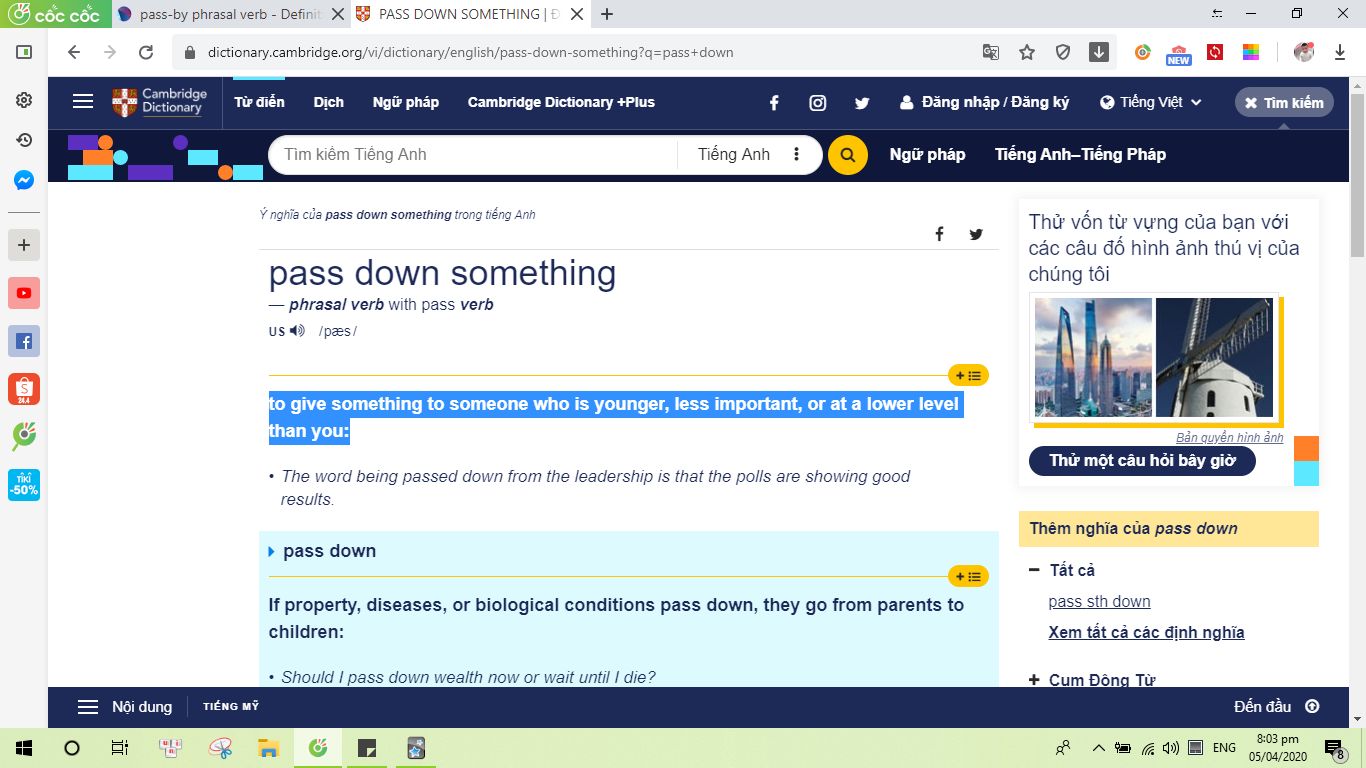 cốc cốc
pass-by phrasal verb - Definit
PASS DOWN SOMETHING | Đ
dictionary.cambridge.org/vi/dictionary/english/pass-down-something?q=pass+down
NEW
Cambridge Dictionary
Từ điển
Dịch
Ngữ pháp
Cambridge Dictionary +Plus
Đăng nhập / Đăng ký
Tiếng Việt
Tìm kiếm
Tìm kiếm Tiếng Anh
Tiếng Anh
Ngữ pháp
Tiếng Anh–Tiếng Pháp
Ý nghĩa của pass down something trong tiếng Anh
pass down something
— phrasal verb with pass verb
US /pæs/
to give something to someone who is younger, less important, or at a lower level
than you:
• The word being passed down from the leadership is that the polls are showing good
results.
pass down
If property, diseases, or biological conditions pass down, they go from parents to
children:
• Should I pass down wealth now or wait until I die?
Thử vốn từ vựng của bạn với
các câu đố hình ảnh thú vị của
chúng tôi
Bản quyền hình ảnh
Thử một câu hỏi bây giờ
Thêm nghĩa của pass down
Tất cả
pass sth down
Xem tất cả các định nghĩa
Cụm Động Từ
24.4
TIKI
-50%
Nội dung
TIẾNG MỸ
Đến đầu
ENG
8:03 pm
05/04/2020
8